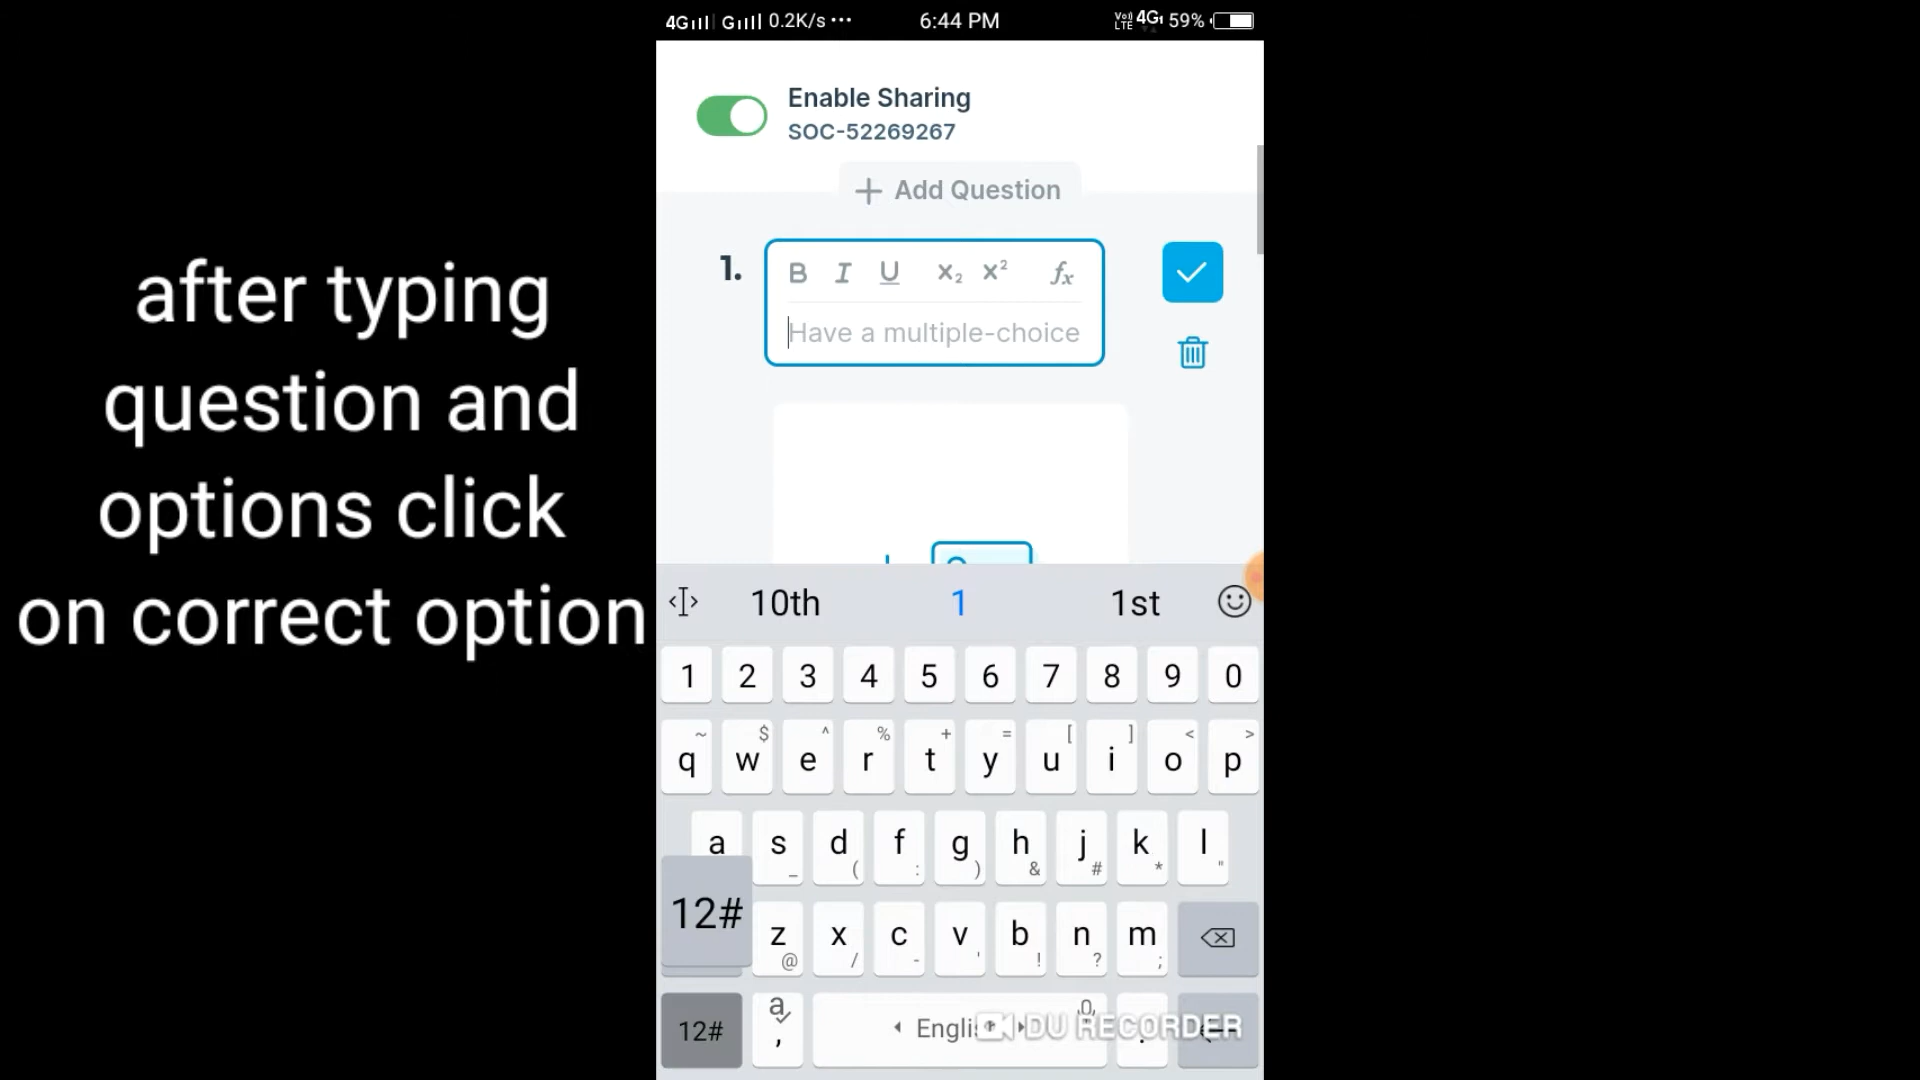 4G G 0.2K/s ... 6:44 PM VoLTE 4G 59%
Enable Sharing
SOC-52269267
+ Add Question
1.
B I U X₂ X² fx
Have a multiple-choice
after typing
question and
options click
on correct option
10th 1 1st
1 2 3 4 5 6 7 8 9 0
~ $ ^ % + = [ ] < >
q w e r t y u i o p
a s d f g h j k l
_ ( : ) & # * "
12# z x c v b n m
@ / - ' ! ? ;
12# , English .
DU RECORDER